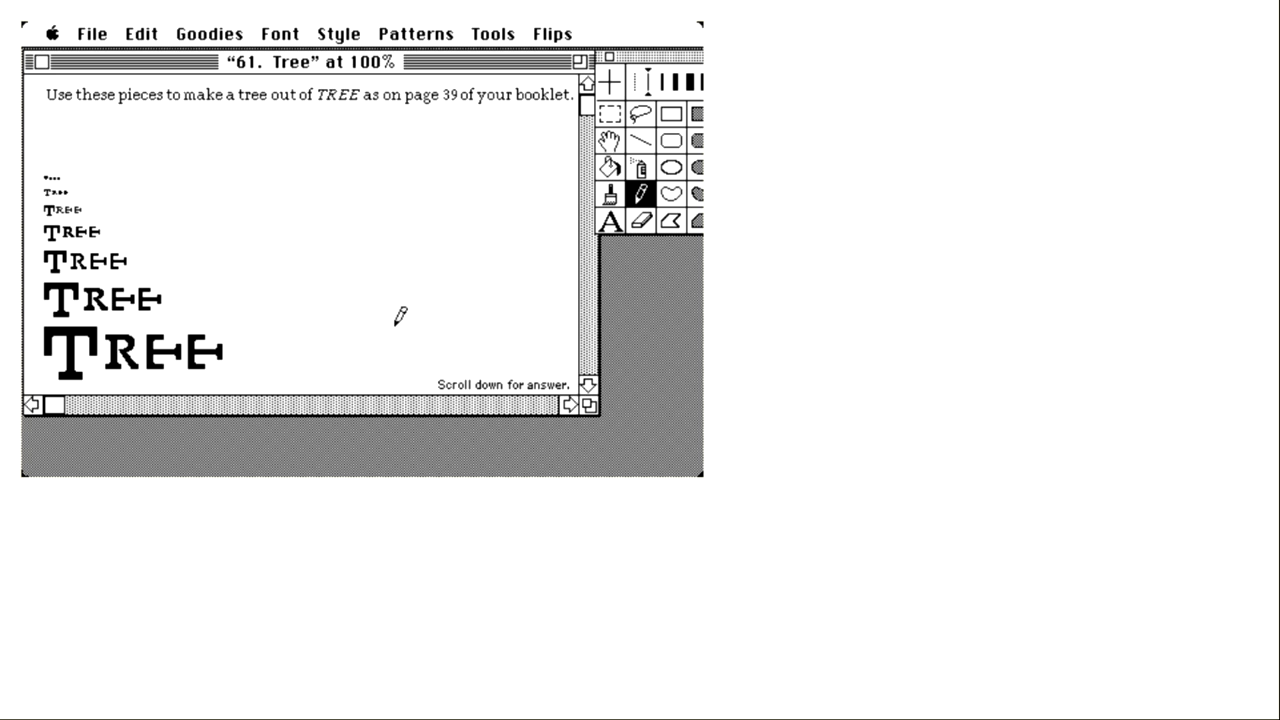 File Edit Goodies Font Style Patterns Tools Flips
“61. Tree” at 100%
Use these pieces to make a tree out of TREE as on page 39 of your booklet.
TREE
TREE
TREE
TREE
TREE
TREE
A
Scroll down for answer.